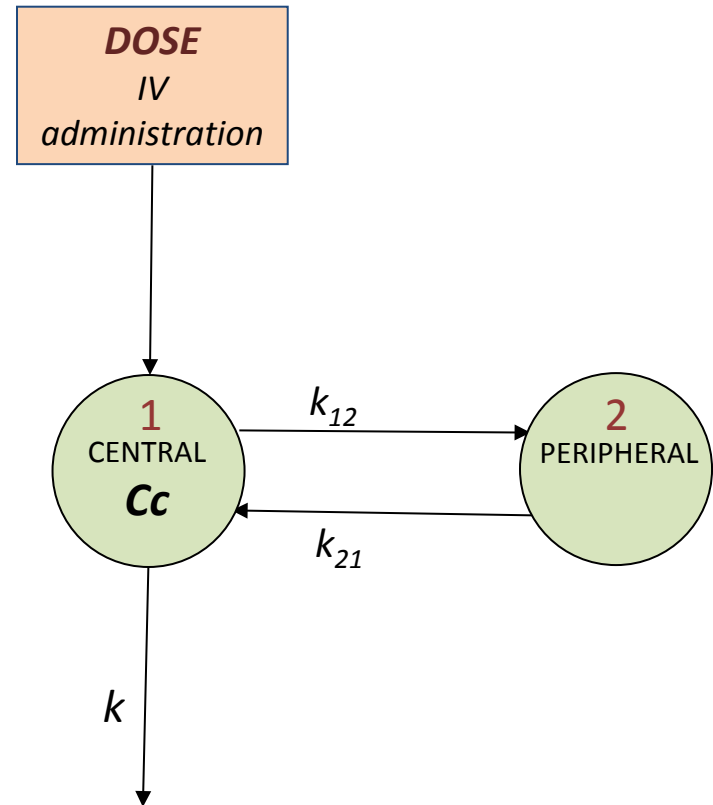 DOSE
IV
administration
1
CENTRAL
Cc
k12
2
PERIPHERAL
k21
k